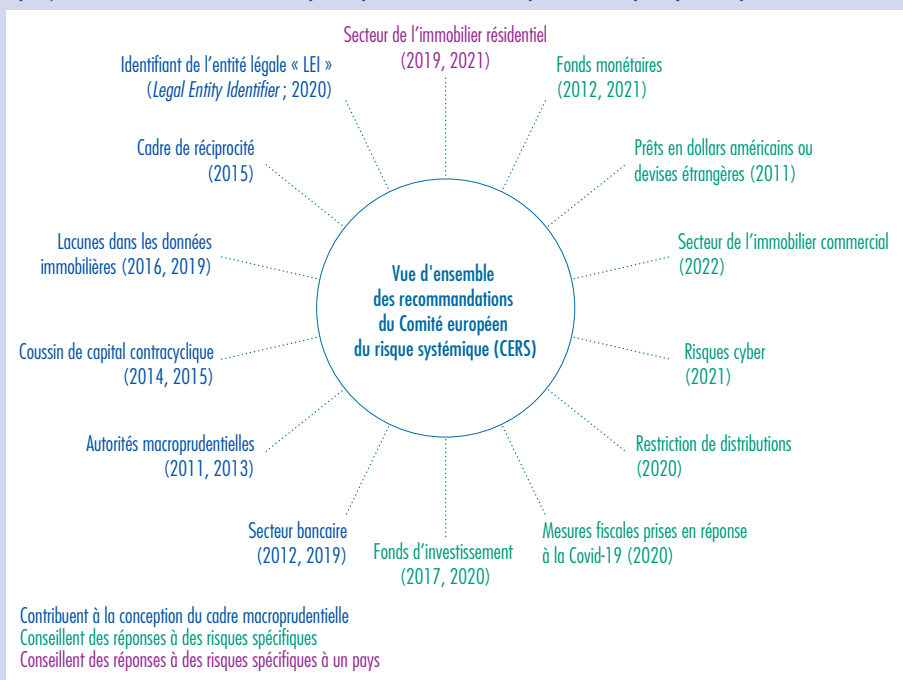 Secteur de l'immobilier résidentiel
(2019, 2021)
Fonds monétaires
(2012, 2021)
Prêts en dollars américains ou
devises étrangères (2011)
Secteur de l'immobilier commercial
(2022)
Risques cyber
(2021)
Restriction de distributions
(2020)
Mesures fiscales prises en réponse
à la Covid-19 (2020)
Fonds d'investissement
(2017, 2020)
Secteur bancaire
(2012, 2019)
Autorités macroprudentielles
(2011, 2013)
Coussin de capital contracyclique
(2014, 2015)
Lacunes dans les données
immobilières (2016, 2019)
Cadre de réciprocité
(2015)
Identifiant de l'entité légale « LEI »
(Legal Entity Identifier ; 2020)
Vue d'ensemble
des recommandations
du Comité européen
du risque systémique (CERS)
Contribuent à la conception du cadre macroprudentielle
Conseillent des réponses à des risques spécifiques
Conseillent des réponses à des risques spécifiques à un pays